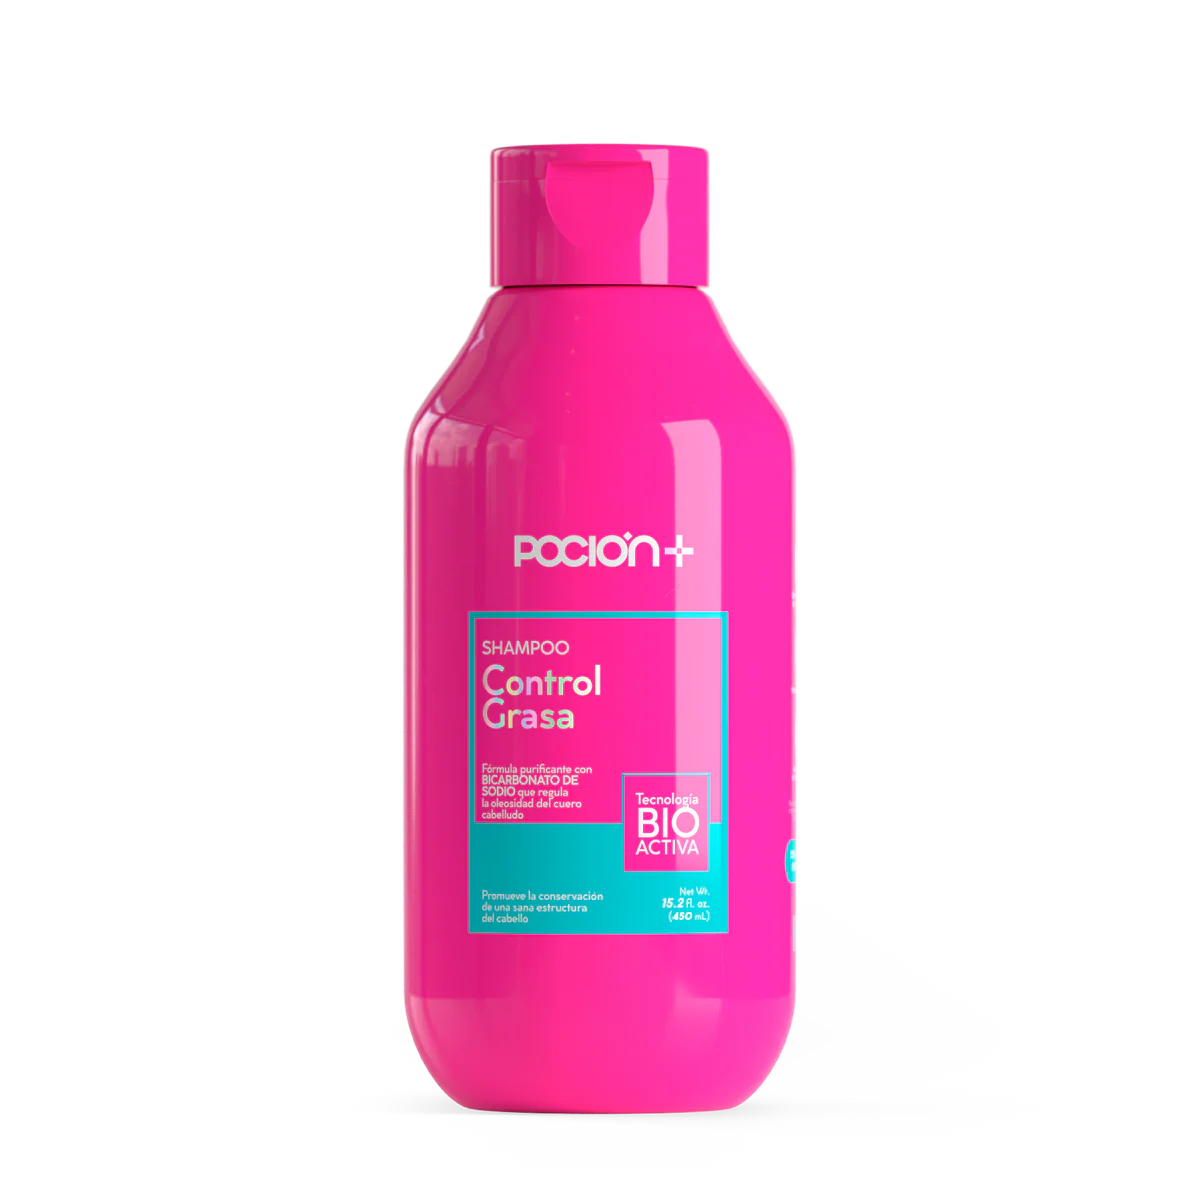 POCIÓN+
SHAMPOO
Control
Grasa
Fórmula purificante con
BICARBONATO DE
SODIO que regula
la oleosidad del cuero
cabelludo
Tecnología
BIO
ACTIVA
Promueve la conservación
de una sana estructura
del cabello
Net Wt.
15.2 fl. oz.
(450 mL)